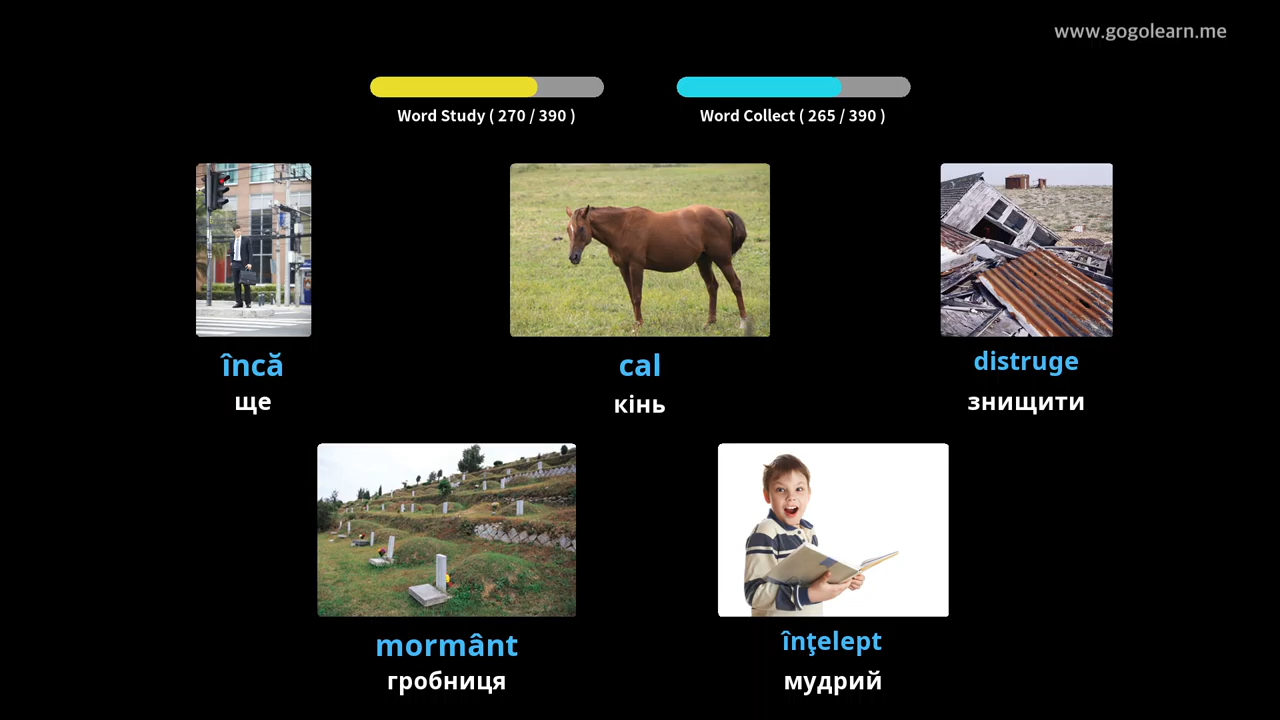 www.gogolearn.me
Word Study ( 270 / 390 )
Word Collect ( 265 / 390 )
încă
ще
cal
кінь
distruge
знищити
mormânt
гробниця
înţelept
мудрий